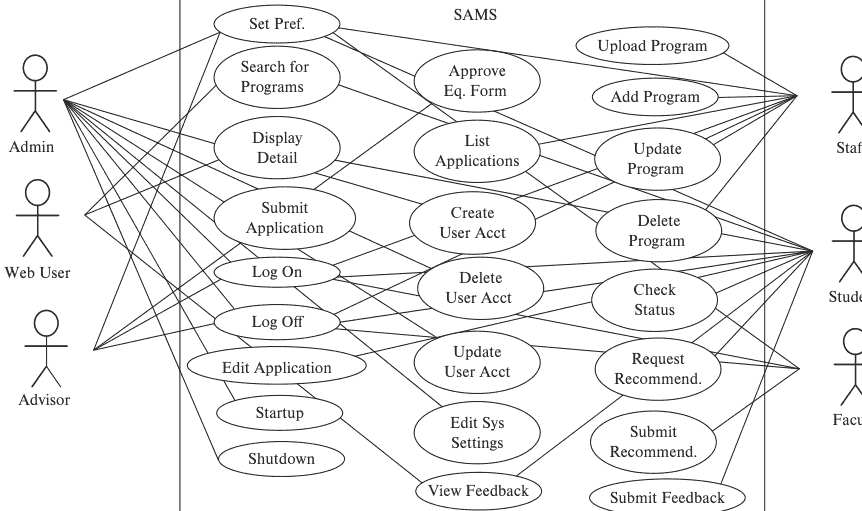 SAMS
Set Pref.
Search for
Programs
Display
Detail
Submit
Application
Log On
Log Off
Edit Application
Startup
Shutdown
Approve
Eq. Form
List
Applications
Create
User Acct
Delete
User Acct
Update
User Acct
Edit Sys
Settings
View Feedback
Upload Program
Add Program
Update
Program
Delete
Program
Check
Status
Request
Recommend.
Submit
Recommend.
Submit Feedback
Admin
Web User
Advisor
Staf
Stude
Facu